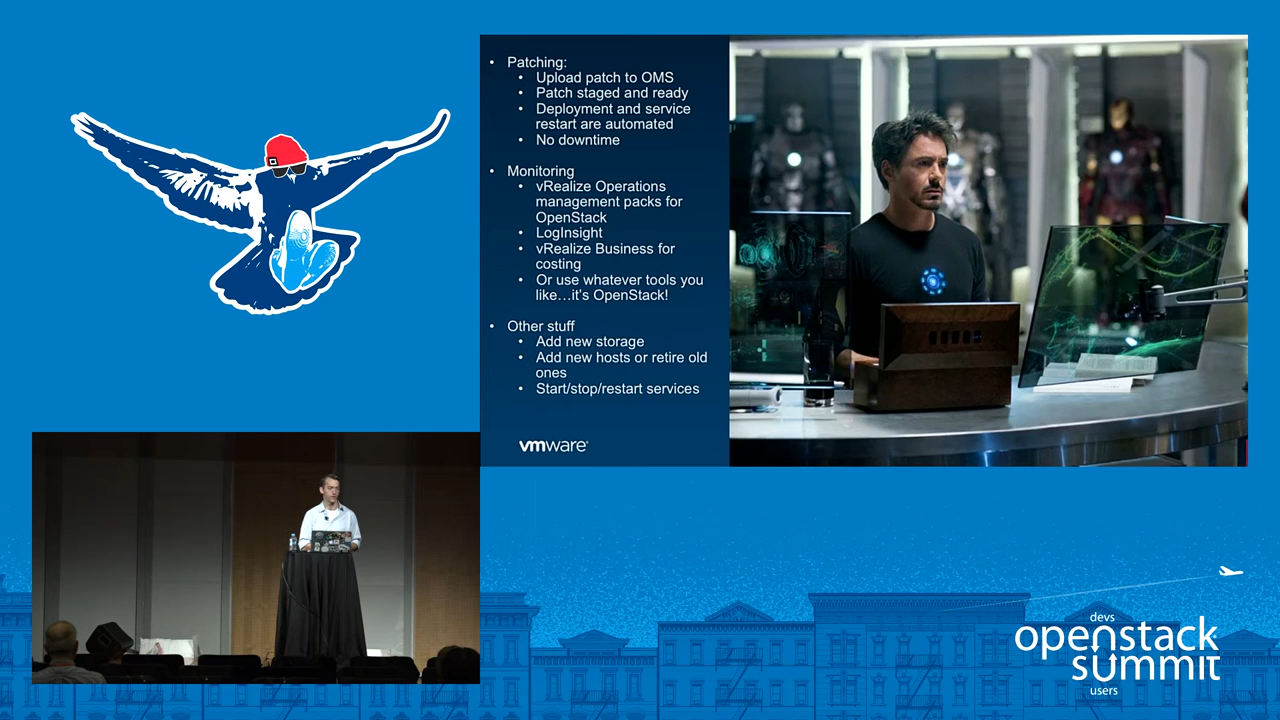 • Patching:
• Upload patch to OMS
• Patch staged and ready
• Deployment and service
restart are automated
• No downtime
• Monitoring
• vRealize Operations
management packs for
OpenStack
• LogInsight
• vRealize Business for
costing
• Or use whatever tools you
like…it's OpenStack!
• Other stuff
• Add new storage
• Add new hosts or retire old
ones
• Start/stop/restart services
vmware
devs
openstack
summit
users